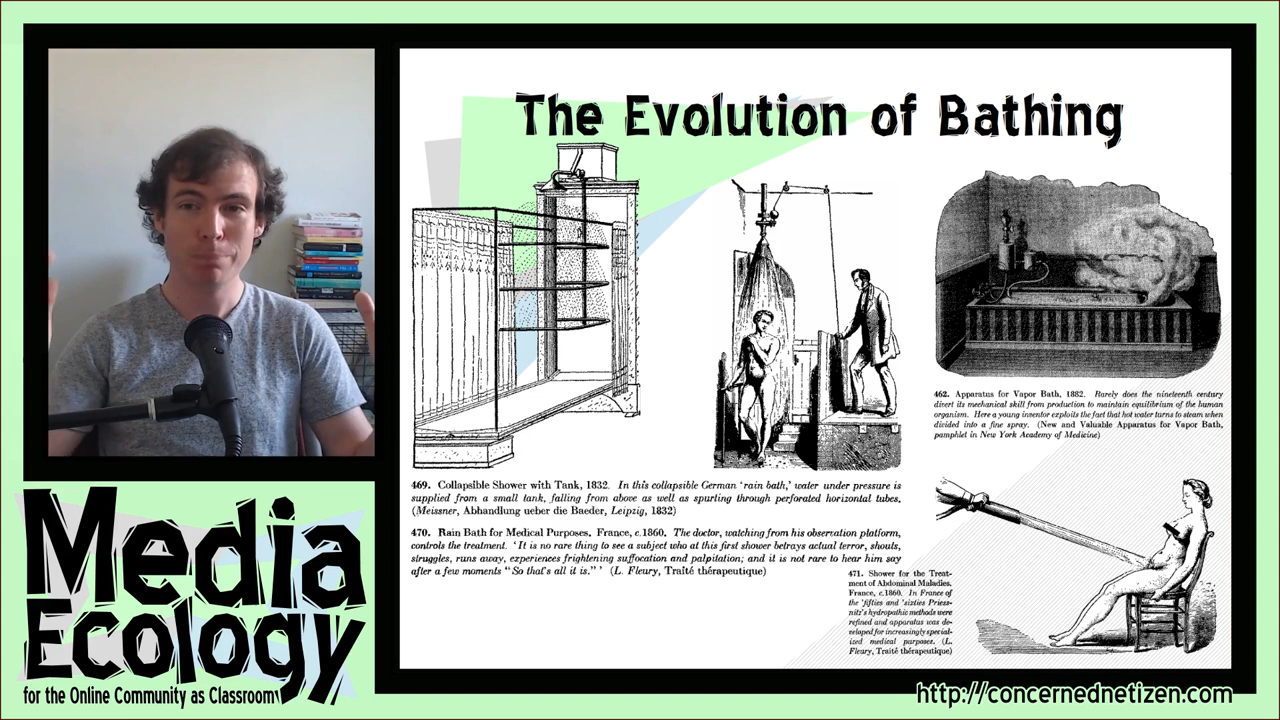 The Evolution of Bathing
469. Collapsible Shower with Tank, 1832. In this collapsible German 'rain bath,' water under pressure is
supplied from a small tank, falling from above as well as spurting through perforated horizontal tubes.
(Meissner, Abhandlung ueber die Baeder, Leipzig, 1832)
470. Rain Bath for Medical Purposes, France, c.1860. The doctor, watching from his observation platform,
controls the treatment. 'It is no rare thing to see a subject who at this first shower betrays actual terror, shouts,
struggles, runs away, experiences frightening suffocation and palpitation; and it is not rare to hear him say
after a few moments "So that's all it is."' (L. Fleury, Traité thérapeutique)
462. Apparatus for Vapor Bath, 1882. Rarely does the nineteenth century
divert its mechanical skill from production to maintain equilibrium of the human
organism. Here a young inventor exploits the fact that hot water turns to steam when
divided into a fine spray. (New and Valuable Apparatus for Vapor Bath,
pamphlet in New York Academy of Medicine)
471. Shower for the Treat-
ment of Abdominal Maladies,
France, c.1860. In France of
the 'fifties and 'sixties Priess-
nitz's hydropathic methods were
refined and apparatus was de-
veloped for increasingly special-
ized medical purposes. (L.
Fleury, Traité thérapeutique)
Media
Ecology
for the Online Community as Classroom
http://concernednetizen.com